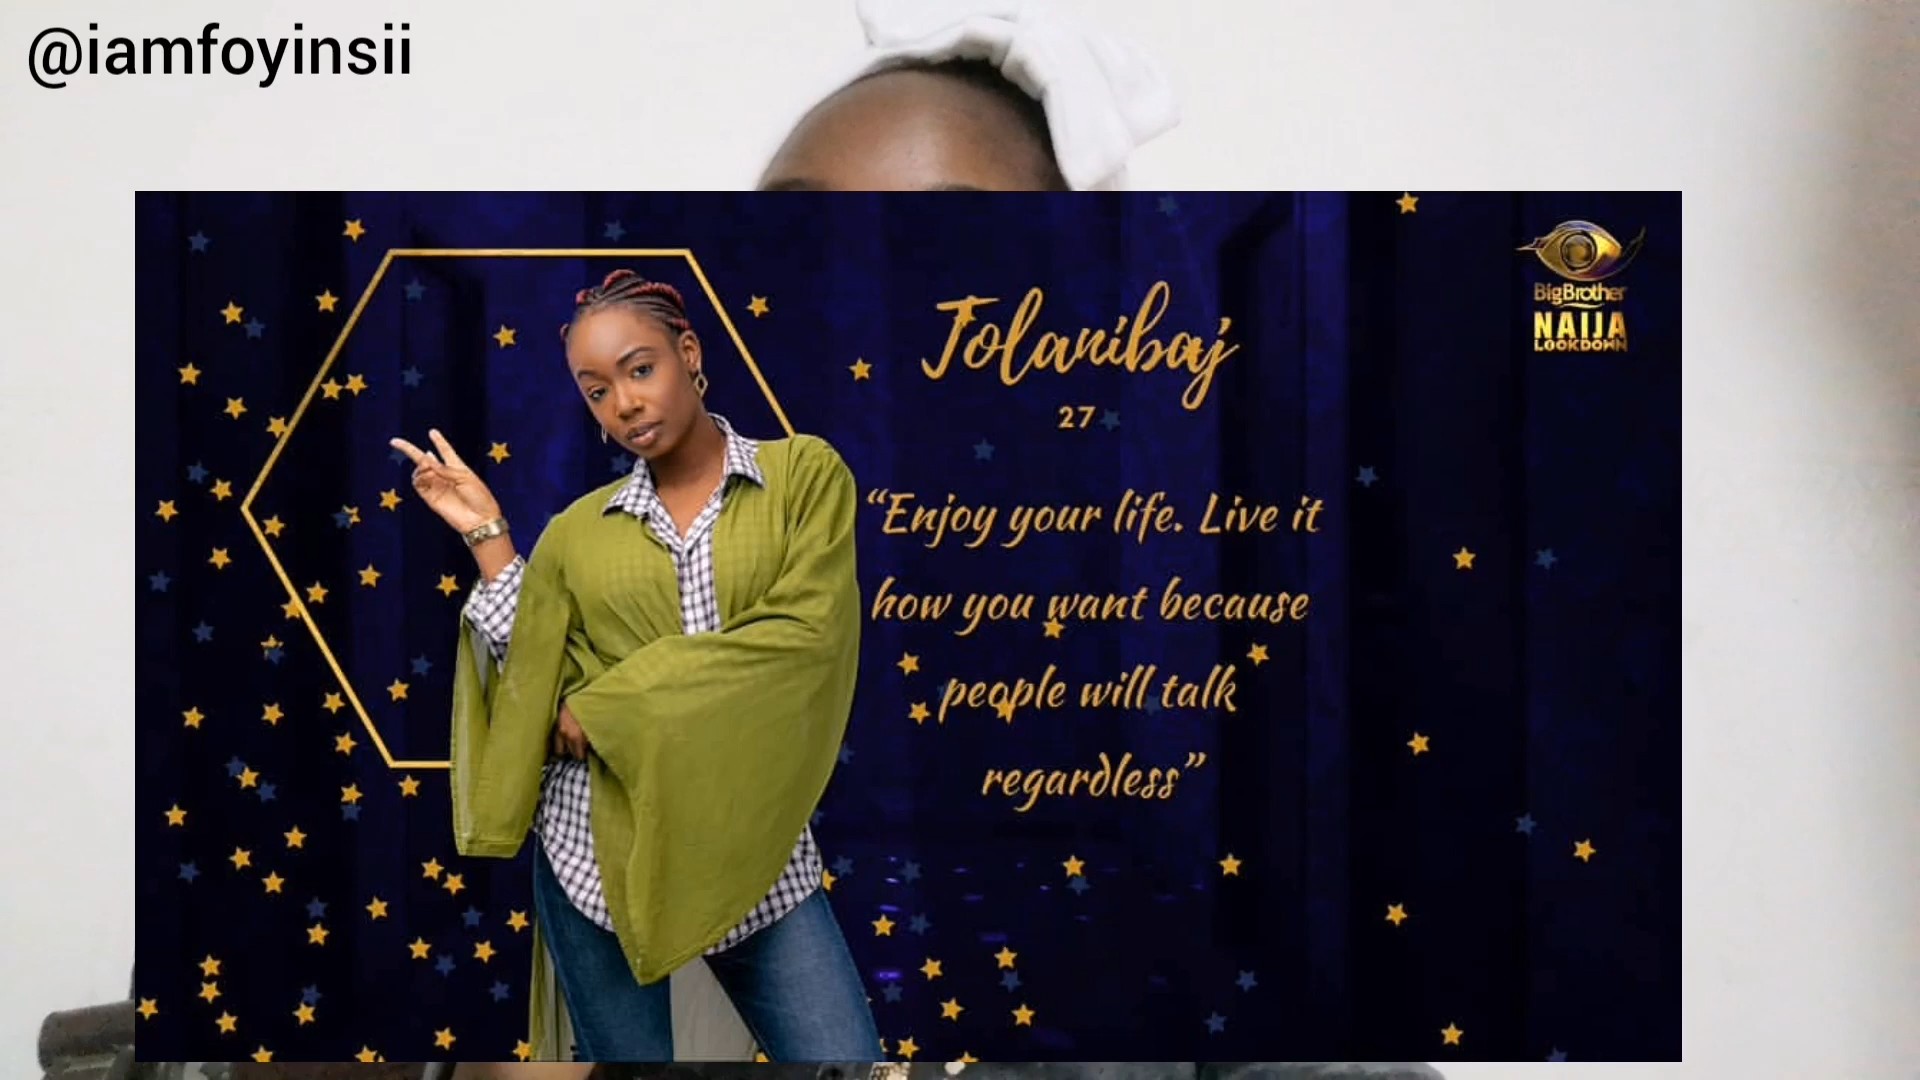 @iamfoyinsii
BigBrother
NAIJA
LOCKDOWN
Tolanibaj
27
“Enjoy your life. Live it
how you want because
people will talk
regardless”